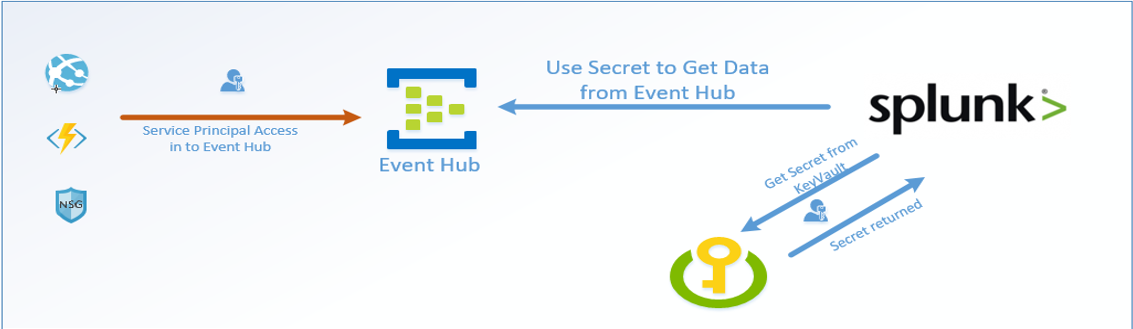 Use Secret to Get Data
from Event Hub
splunk>
Service Principal Access
in to Event Hub
Event Hub
Get Secret from
KeyVault
NSG
Secret returned